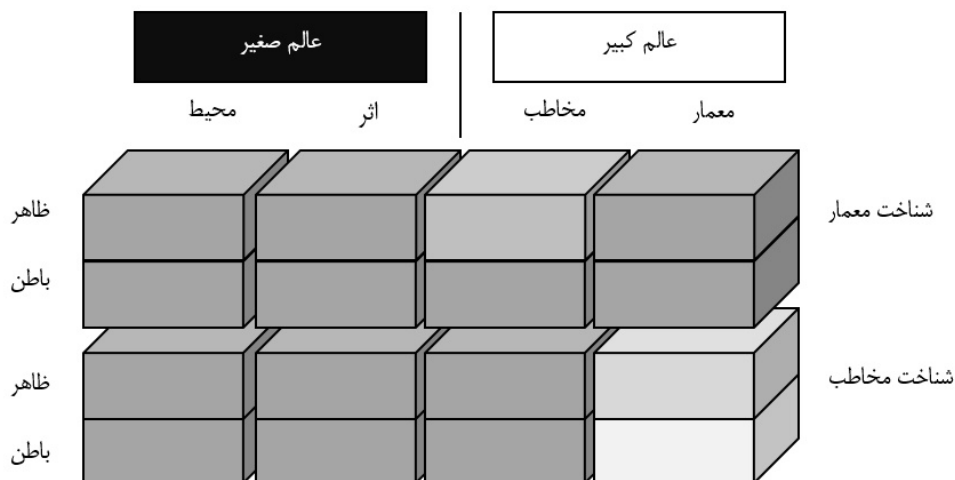 عالم کبیر
عالم صغیر
معمار
مخاطب
اثر
محیط
شناخت معمار
ظاهر
باطن
شناخت مخاطب
ظاهر
باطن